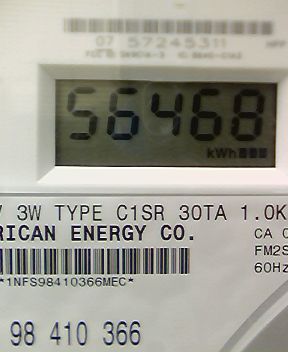 07 57245311
56468
kWh
3W TYPE C1SR 30TA 1.0K
RICAN ENERGY CO.
CA
FM2S
60Hz
*1NFS98410366MEC*
98 410 366